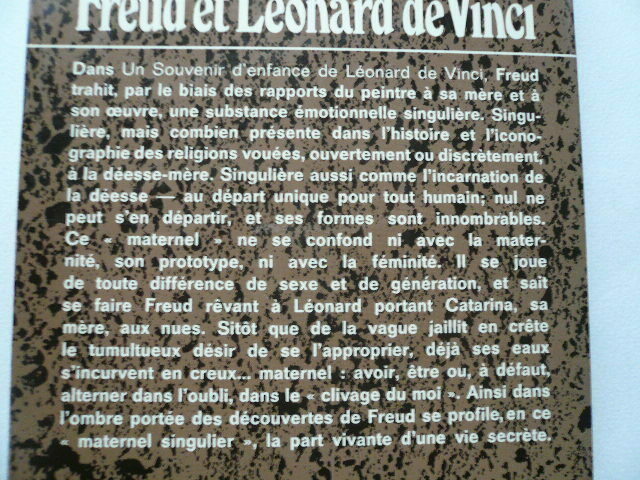 Freud et Léonard de Vinci
Dans Un Souvenir d'enfance de Léonard de Vinci, Freud
trahit, par le biais des rapports du peintre à sa mère et à
son œuvre, une substance émotionnelle singulière. Singu-
lière, mais combien présente dans l'histoire et l'icono-
graphie des religions vouées, ouvertement ou discrètement,
à la déesse-mère. Singulière aussi comme l'incarnation de
la déesse — au départ unique pour tout humain; nul ne
peut s'en départir, et ses formes sont innombrables.
Ce « maternel » ne se confond ni avec la mater-
nité, son prototype, ni avec la féminité. Il se joue
de toute différence de sexe et de génération, et sait
se faire Freud rêvant à Léonard portant Catarina, sa
mère, aux nues. Sitôt que de la vague jaillit en crête
le tumultueux désir de se l'approprier, déjà ses eaux
s'incurvent en creux... maternel : avoir, être ou, à défaut,
alterner dans l'oubli, dans le « clivage du moi ». Ainsi dans
l'ombre portée des découvertes de Freud se profile, en ce
« maternel singulier », la part vivante d'une vie secrète.